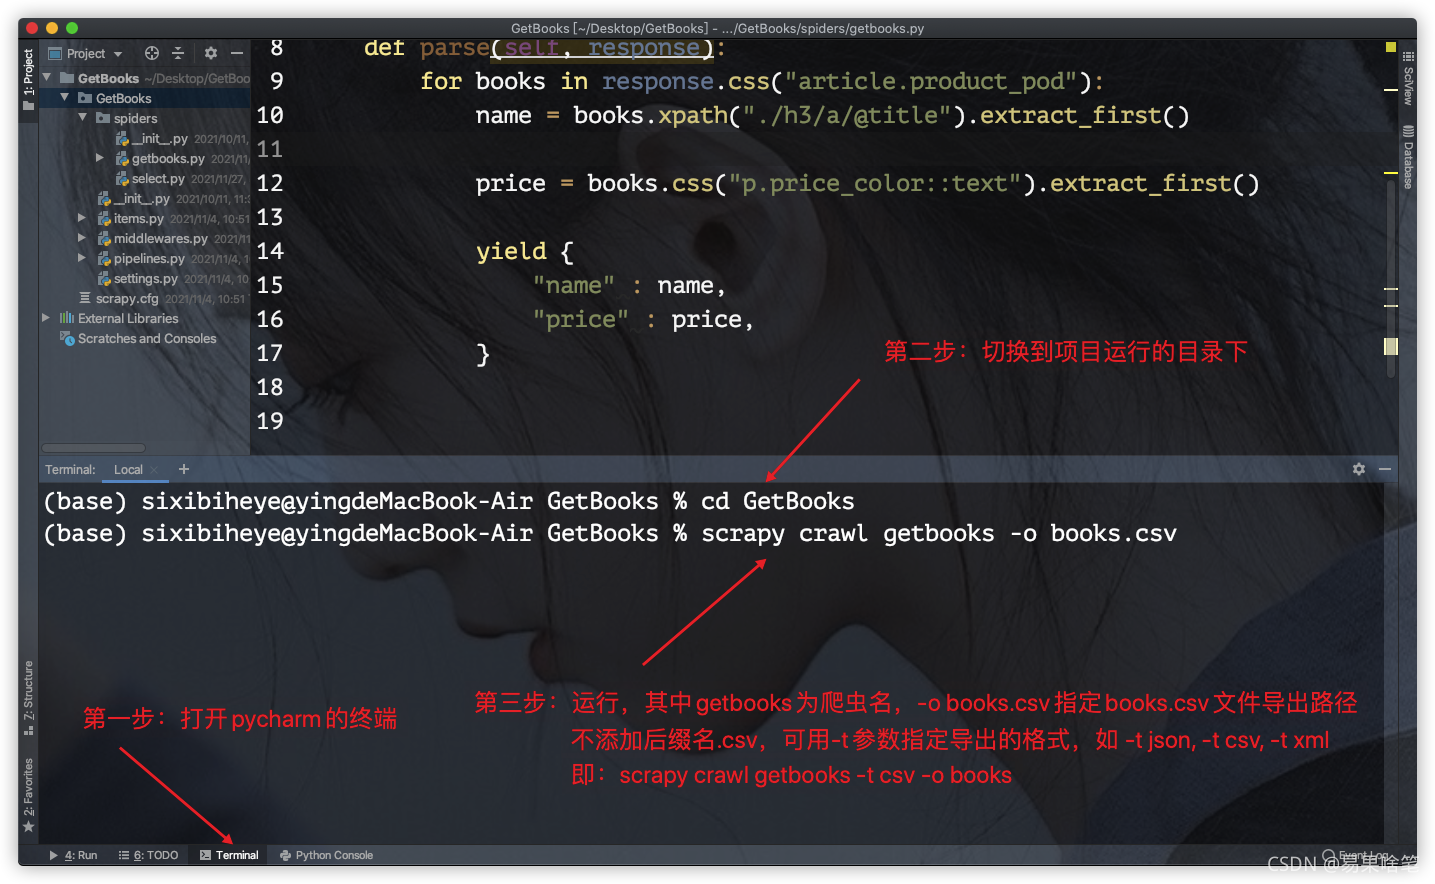 GetBooks [~/Desktop/GetBooks] - .../GetBooks/spiders/getbooks.py
Project
1: Project
GetBooks ~/Desktop/GetBoo
GetBooks
spiders
__init__.py 2021/10/11,
getbooks.py 2021/11/
select.py 2021/11/27,
__init__.py 2021/10/11, 11:3
items.py 2021/11/4, 10:51
middlewares.py 2021/11
pipelines.py 2021/11/4, 1
settings.py 2021/11/4, 10
scrapy.cfg 2021/11/4, 10:51
External Libraries
Scratches and Consoles
8 def parse(self, response):
9 for books in response.css("article.product_pod"):
10 name = books.xpath("./h3/a/@title").extract_first()
11
12 price = books.css("p.price_color::text").extract_first()
13
14 yield {
15 "name" : name,
16 "price" : price,
17 }
18
19
SciView
Database
第二步：切换到项目运行的目录下
Terminal: Local × +
(base) sixibiheye@yingdeMacBook-Air GetBooks % cd GetBooks
(base) sixibiheye@yingdeMacBook-Air GetBooks % scrapy crawl getbooks -o books.csv
第一步：打开pycharm的终端
第三步：运行，其中getbooks为爬虫名，-o books.csv指定books.csv文件导出路径
不添加后缀名.csv，可用-t参数指定导出的格式，如 -t json, -t csv, -t xml
即：scrapy crawl getbooks -t csv -o books
Z: Structure
2: Favorites
4: Run
6: TODO
Terminal
Python Console
Event Log
CSDN @易果啥笔